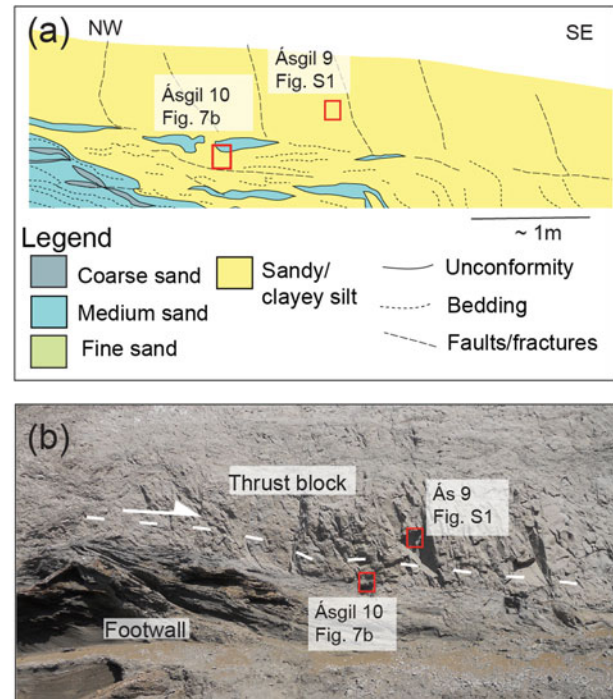 (a)
NW
SE
Ásgil 9
Fig. S1
Ásgil 10
Fig. 7b
~ 1m
Legend
Coarse sand
Medium sand
Fine sand
Sandy/
clayey silt
Unconformity
Bedding
Faults/fractures
(b)
Thrust block
Ás 9
Fig. S1
Ásgil 10
Fig. 7b
Footwall